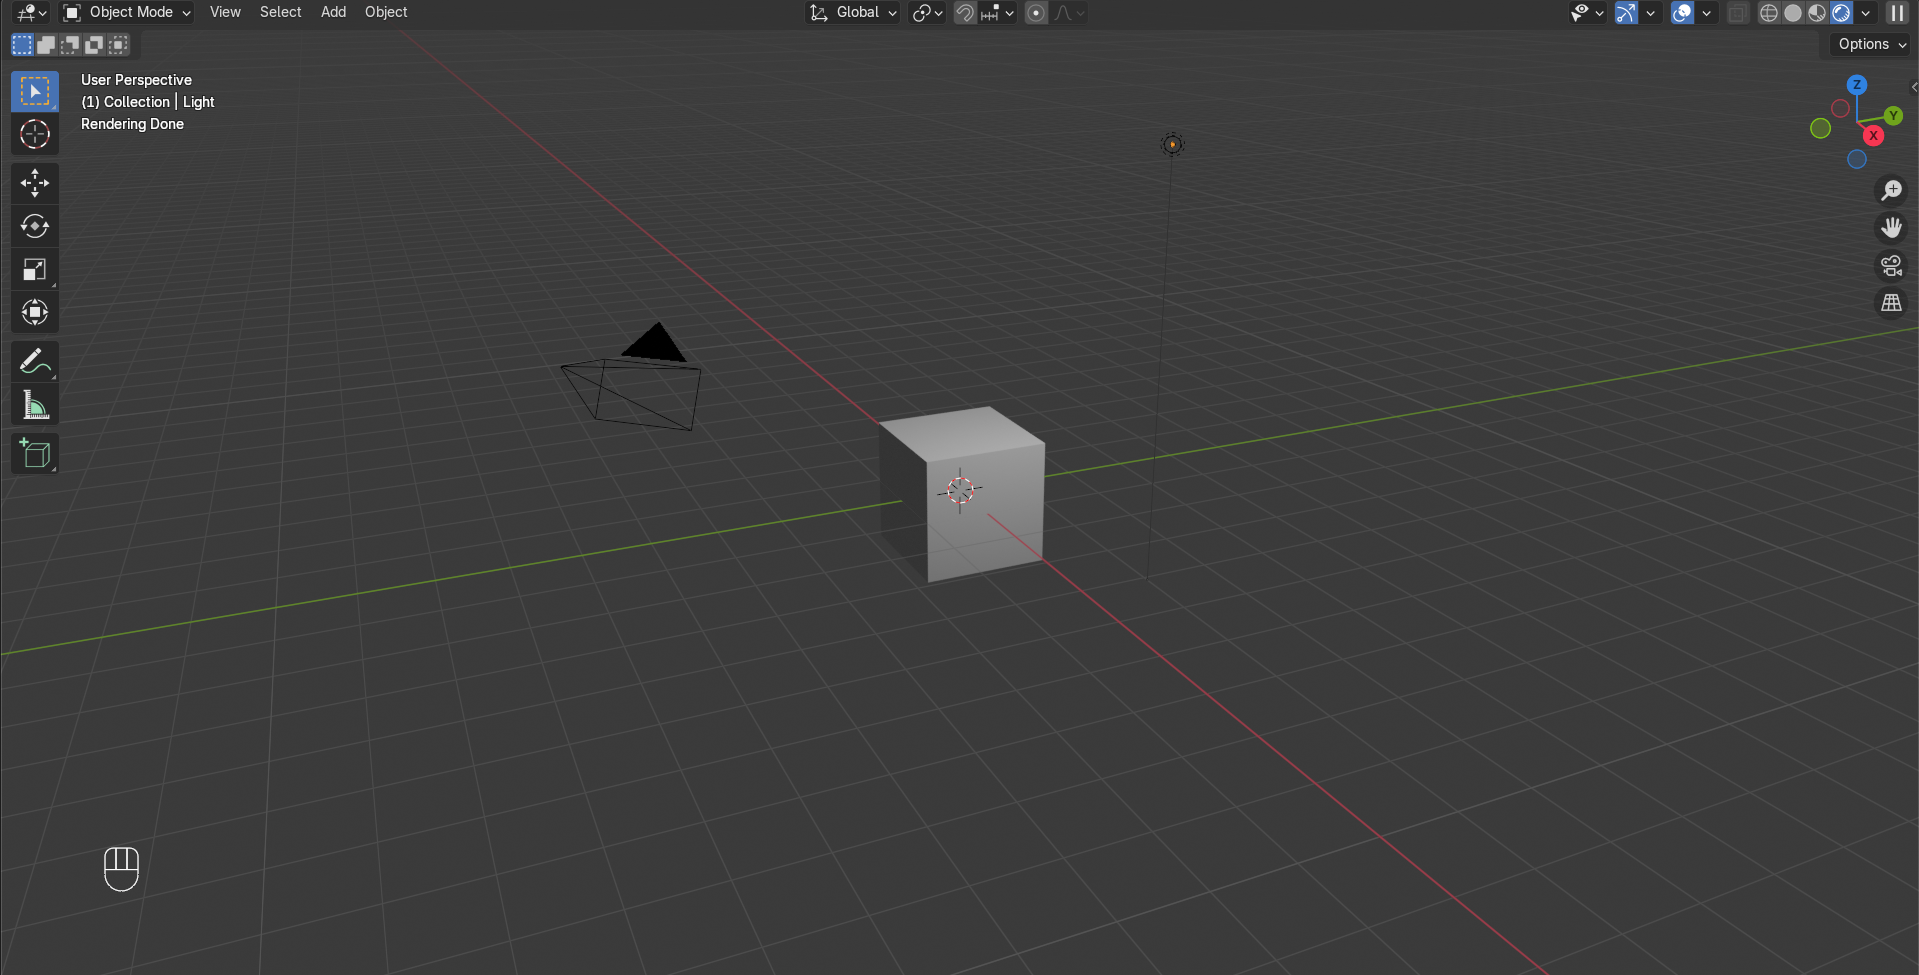 Object Mode View Select Add Object Global
Options
User Perspective
(1) Collection | Light
Rendering Done
Z
Y
X